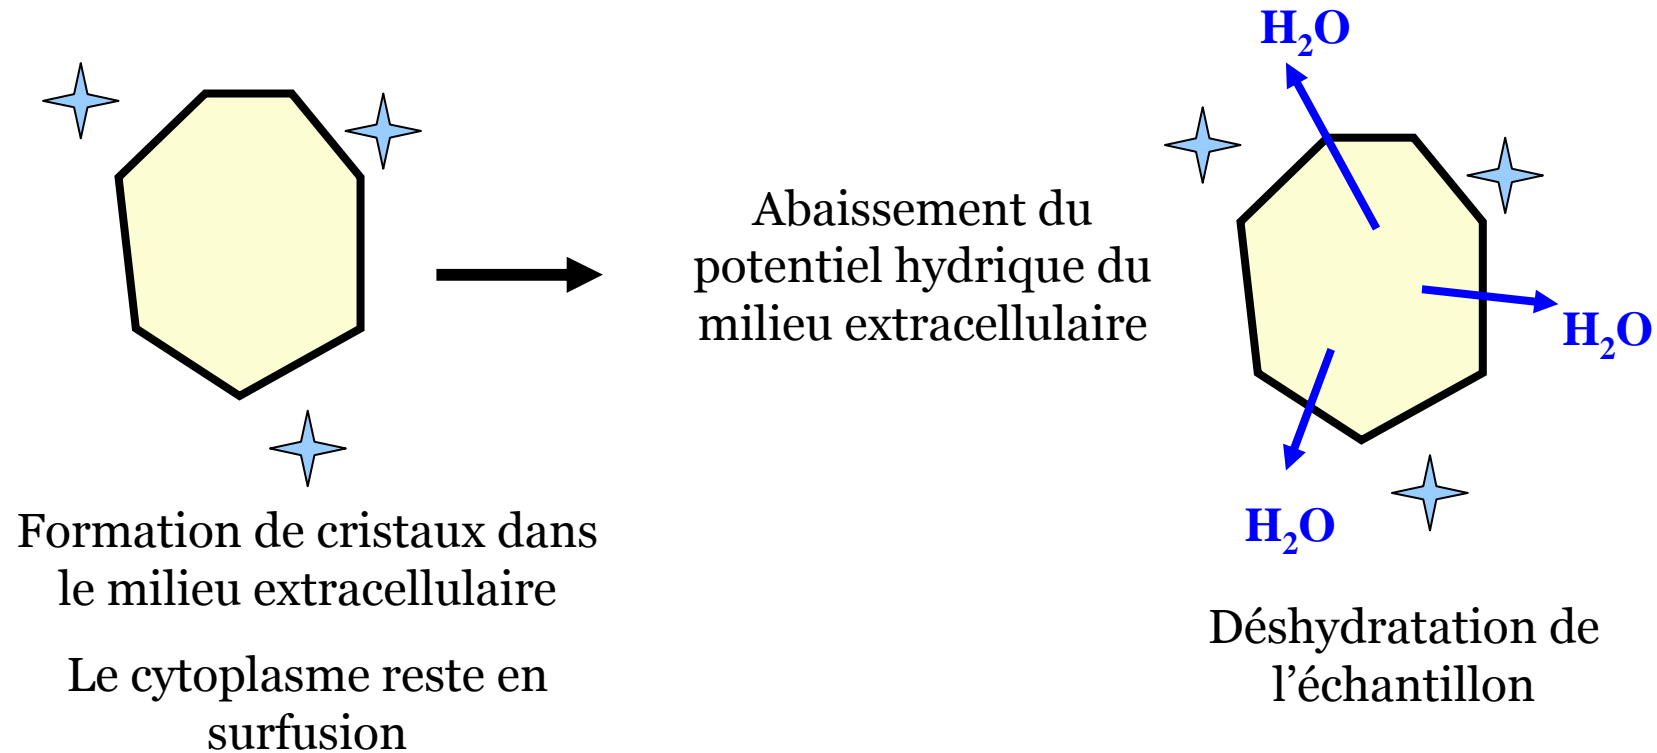 Formation de cristaux dans
le milieu extracellulaire
Le cytoplasme reste en
surfusion
Abaissement du
potentiel hydrique du
milieu extracellulaire
H₂O
H₂O
H₂O
Déshydratation de
l’échantillon